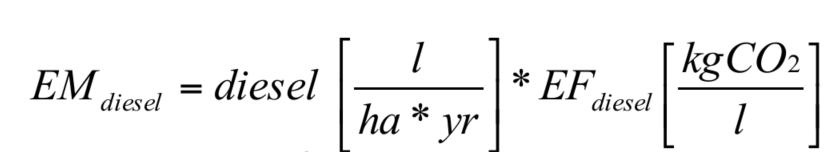 EM_diesel = diesel [l / (ha * yr)] * EF_diesel [kgCO₂ / l]